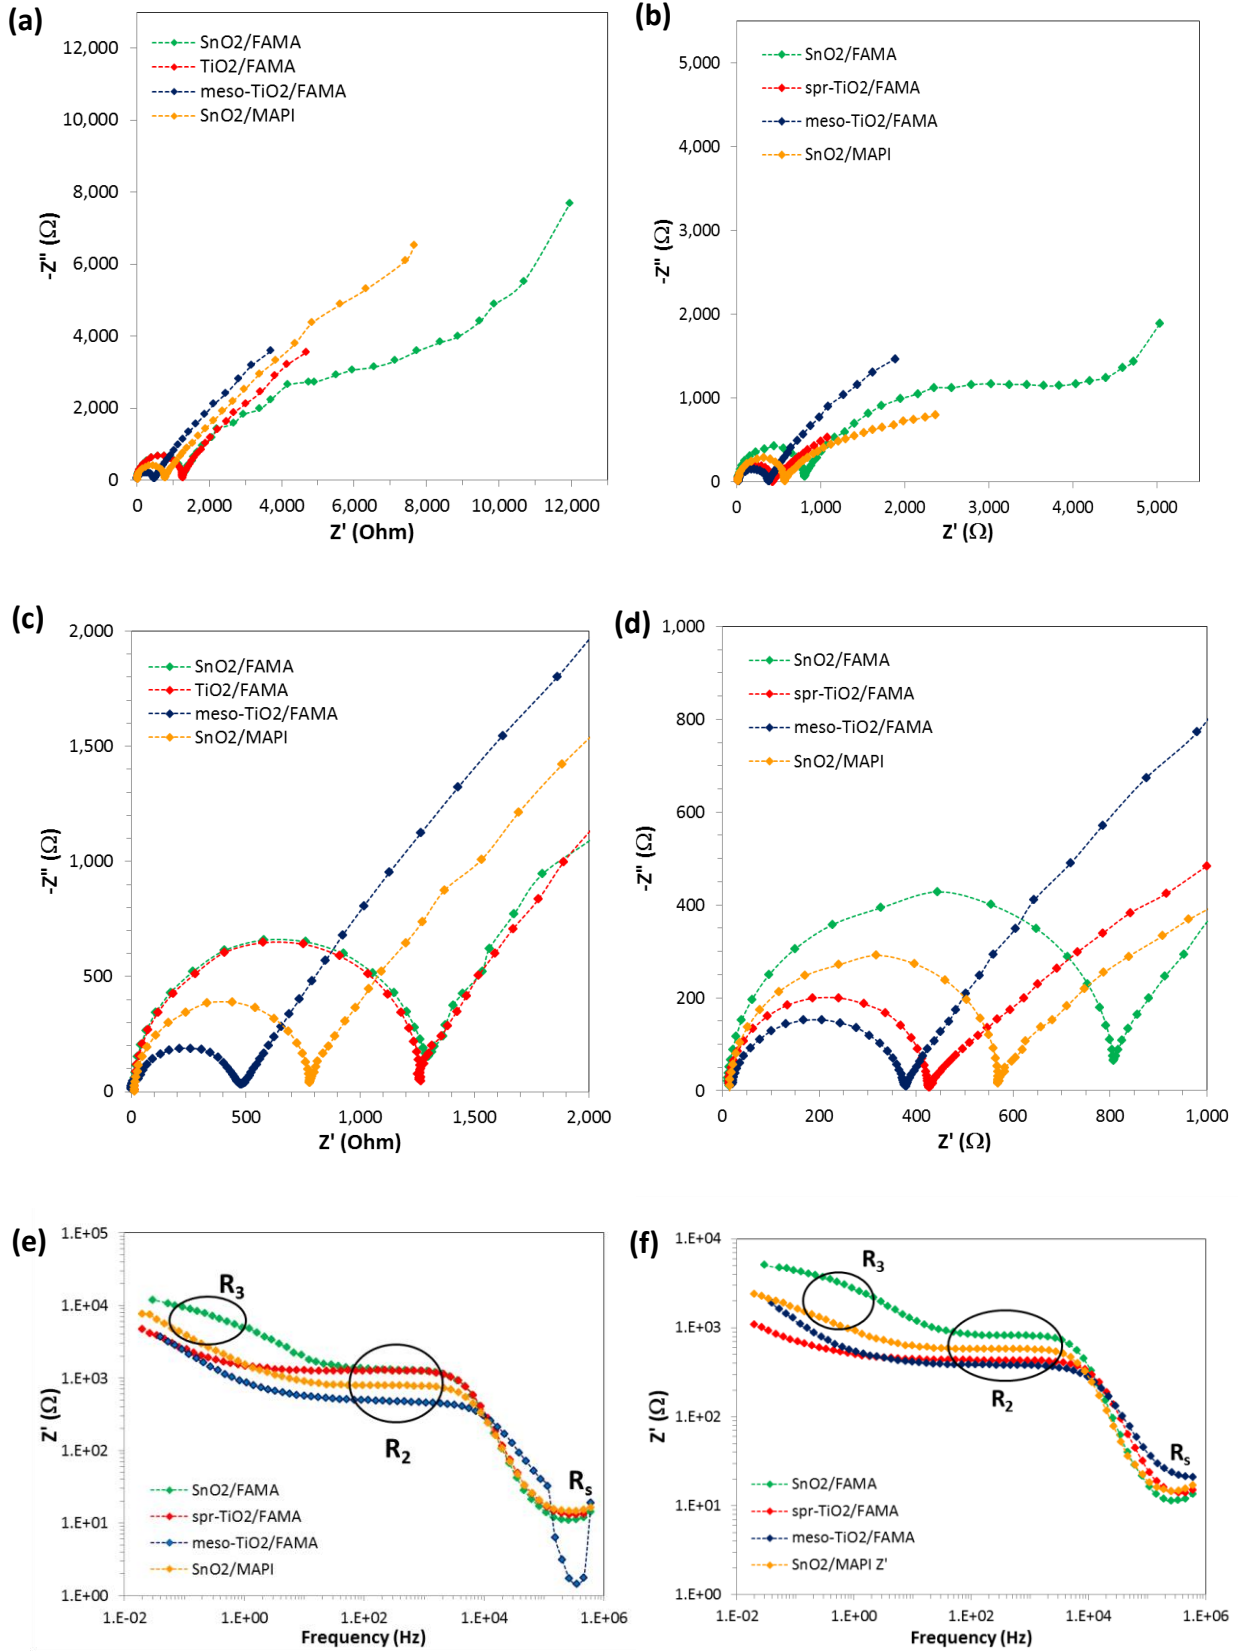 (a)
SnO2/FAMA
TiO2/FAMA
meso-TiO2/FAMA
SnO2/MAPI
12,000
10,000
8,000
6,000
4,000
2,000
0
-Z" (Ω)
0 2,000 4,000 6,000 8,000 10,000 12,000
Z' (Ohm)
(b)
SnO2/FAMA
spr-TiO2/FAMA
meso-TiO2/FAMA
SnO2/MAPI
5,000
4,000
3,000
2,000
1,000
0
-Z" (Ω)
0 1,000 2,000 3,000 4,000 5,000
Z' (Ω)
(c)
SnO2/FAMA
TiO2/FAMA
meso-TiO2/FAMA
SnO2/MAPI
2,000
1,500
1,000
500
0
-Z" (Ω)
0 500 1,000 1,500 2,000
Z' (Ohm)
(d)
SnO2/FAMA
spr-TiO2/FAMA
meso-TiO2/FAMA
SnO2/MAPI
1,000
800
600
400
200
0
-Z" (Ω)
0 200 400 600 800 1,000
Z' (Ω)
(e)
1.E+05
1.E+04
1.E+03
1.E+02
1.E+01
1.E+00
Z' (Ω)
R3
R2
Rs
SnO2/FAMA
spr-TiO2/FAMA
meso-TiO2/FAMA
SnO2/MAPI
1.E-02 1.E+00 1.E+02 1.E+04 1.E+06
Frequency (Hz)
(f)
1.E+04
1.E+03
1.E+02
1.E+01
1.E+00
Z' (Ω)
R3
R2
Rs
SnO2/FAMA
spr-TiO2/FAMA
meso-TiO2/FAMA
SnO2/MAPI Z'
1.E-02 1.E+00 1.E+02 1.E+04 1.E+06
Frequency (Hz)